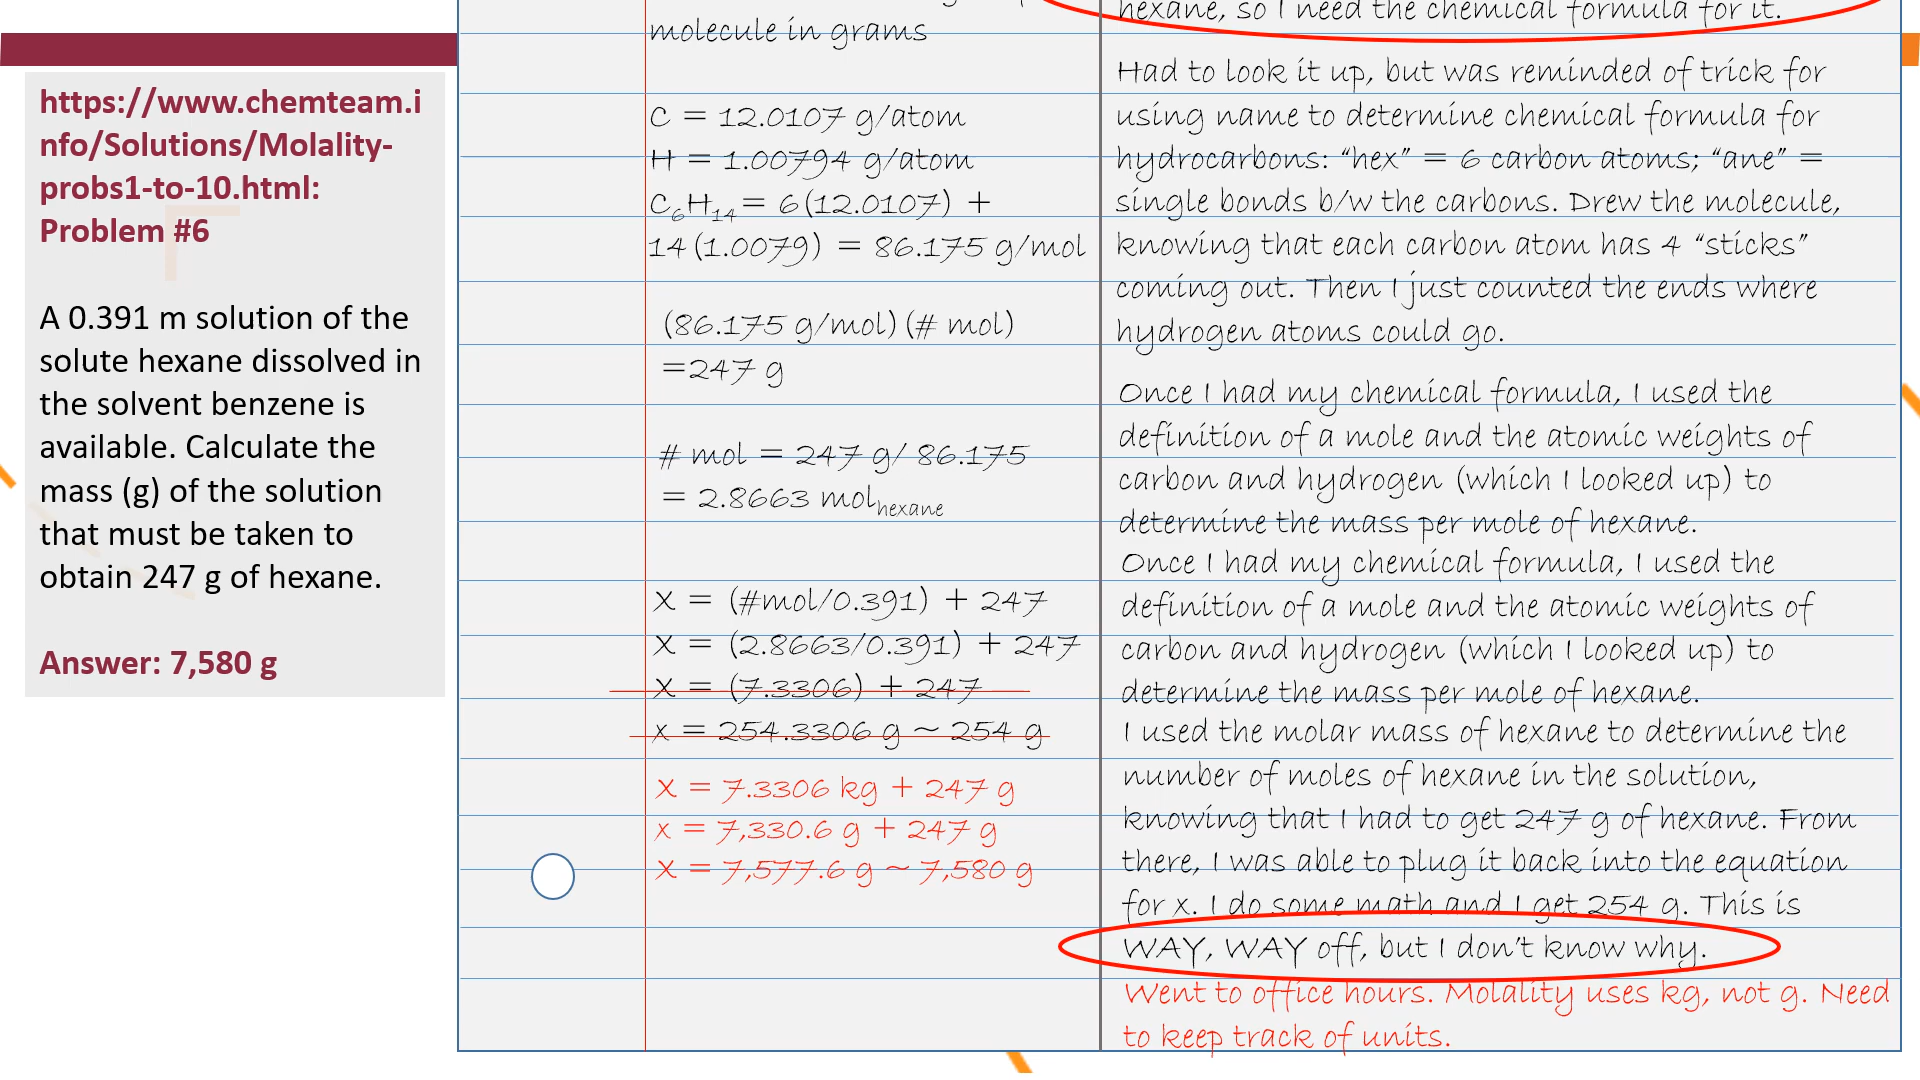 https://www.chemteam.i
nfo/Solutions/Molality-
probs1-to-10.html:
Problem #6
A 0.391 m solution of the
solute hexane dissolved in
the solvent benzene is
available. Calculate the
mass (g) of the solution
that must be taken to
obtain 247 g of hexane.
Answer: 7,580 g
molecule in grams
C = 12.0107 g/atom
H = 1.00794 g/atom
C₆H₁₄ = 6(12.0107) +
14(1.0079) = 86.175 g/mol
(86.175 g/mol)(# mol)
=247 g
# mol = 247 g/ 86.175
= 2.8663 mol hexane
X = (#mol/0.391) + 247
X = (2.8663/0.391) + 247
X = (7.3306) + 247
x = 254.3306 g ~ 254 g
X = 7.3306 kg + 247 g
x = 7,330.6 g + 247 g
X = 7,577.6 g ~ 7,580 g
hexane, so I need the chemical formula for it.
Had to look it up, but was reminded of trick for
using name to determine chemical formula for
hydrocarbons: “hex” = 6 carbon atoms; “ane” =
single bonds b/w the carbons. Drew the molecule,
knowing that each carbon atom has 4 “sticks”
coming out. Then I just counted the ends where
hydrogen atoms could go.
Once I had my chemical formula, I used the
definition of a mole and the atomic weights of
carbon and hydrogen (which I looked up) to
determine the mass per mole of hexane.
Once I had my chemical formula, I used the
definition of a mole and the atomic weights of
carbon and hydrogen (which I looked up) to
determine the mass per mole of hexane.
I used the molar mass of hexane to determine the
number of moles of hexane in the solution,
knowing that I had to get 247 g of hexane. From
there, I was able to plug it back into the equation
for x. I do some math and I get 254 g. This is
WAY, WAY off, but I don’t know why.
Went to office hours. Molality uses kg, not g. Need
to keep track of units.